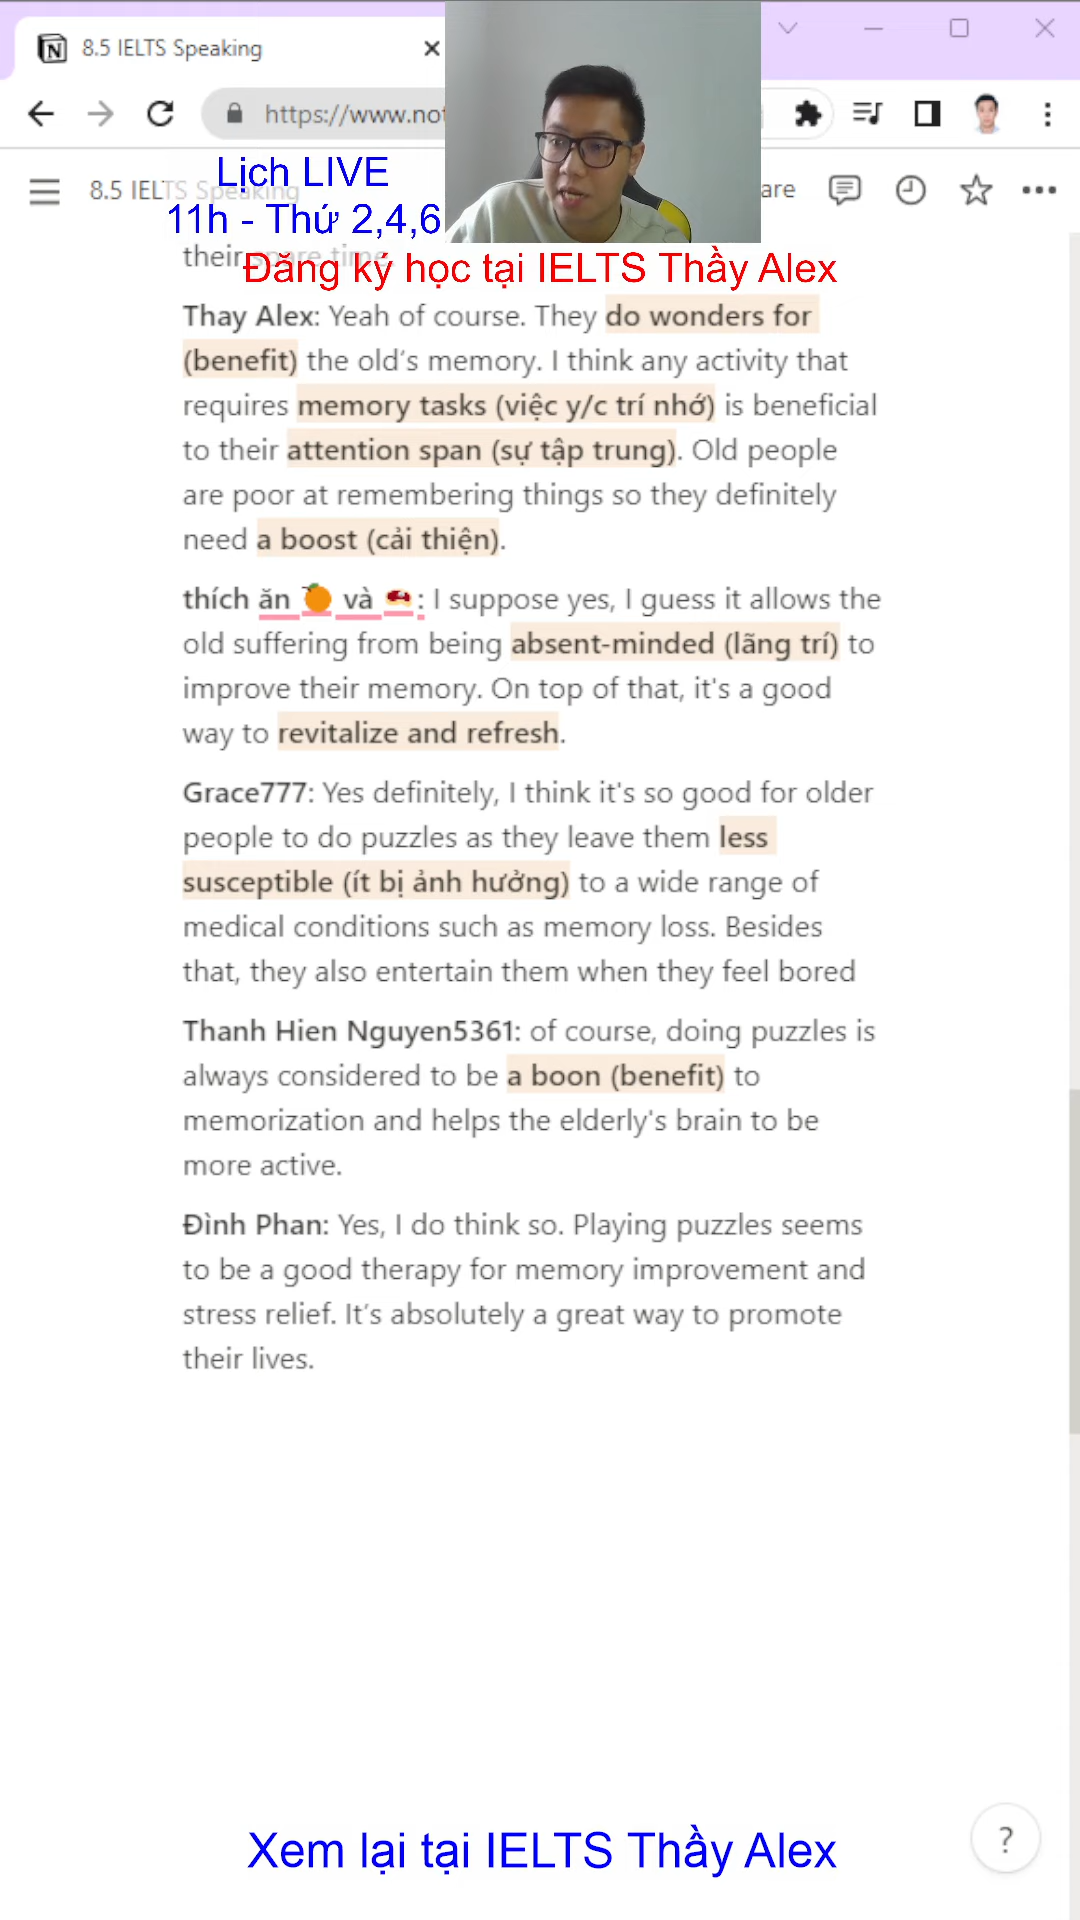 8.5 IELTS Speaking
https://www.not
Lịch LIVE
8.5 IELTS Speaking
are
11h - Thứ 2,4,6
their spare time.
Đăng ký học tại IELTS Thầy Alex
Thay Alex: Yeah of course. They do wonders for
(benefit) the old's memory. I think any activity that
requires memory tasks (việc y/c trí nhớ) is beneficial
to their attention span (sự tập trung). Old people
are poor at remembering things so they definitely
need a boost (cải thiện).
thích ăn 🍊 và 🍰: I suppose yes, I guess it allows the
old suffering from being absent-minded (lãng trí) to
improve their memory. On top of that, it's a good
way to revitalize and refresh.
Grace777: Yes definitely, I think it's so good for older
people to do puzzles as they leave them less
susceptible (ít bị ảnh hưởng) to a wide range of
medical conditions such as memory loss. Besides
that, they also entertain them when they feel bored
Thanh Hien Nguyen5361: of course, doing puzzles is
always considered to be a boon (benefit) to
memorization and helps the elderly's brain to be
more active.
Đình Phan: Yes, I do think so. Playing puzzles seems
to be a good therapy for memory improvement and
stress relief. It's absolutely a great way to promote
their lives.
?
Xem lại tại IELTS Thầy Alex